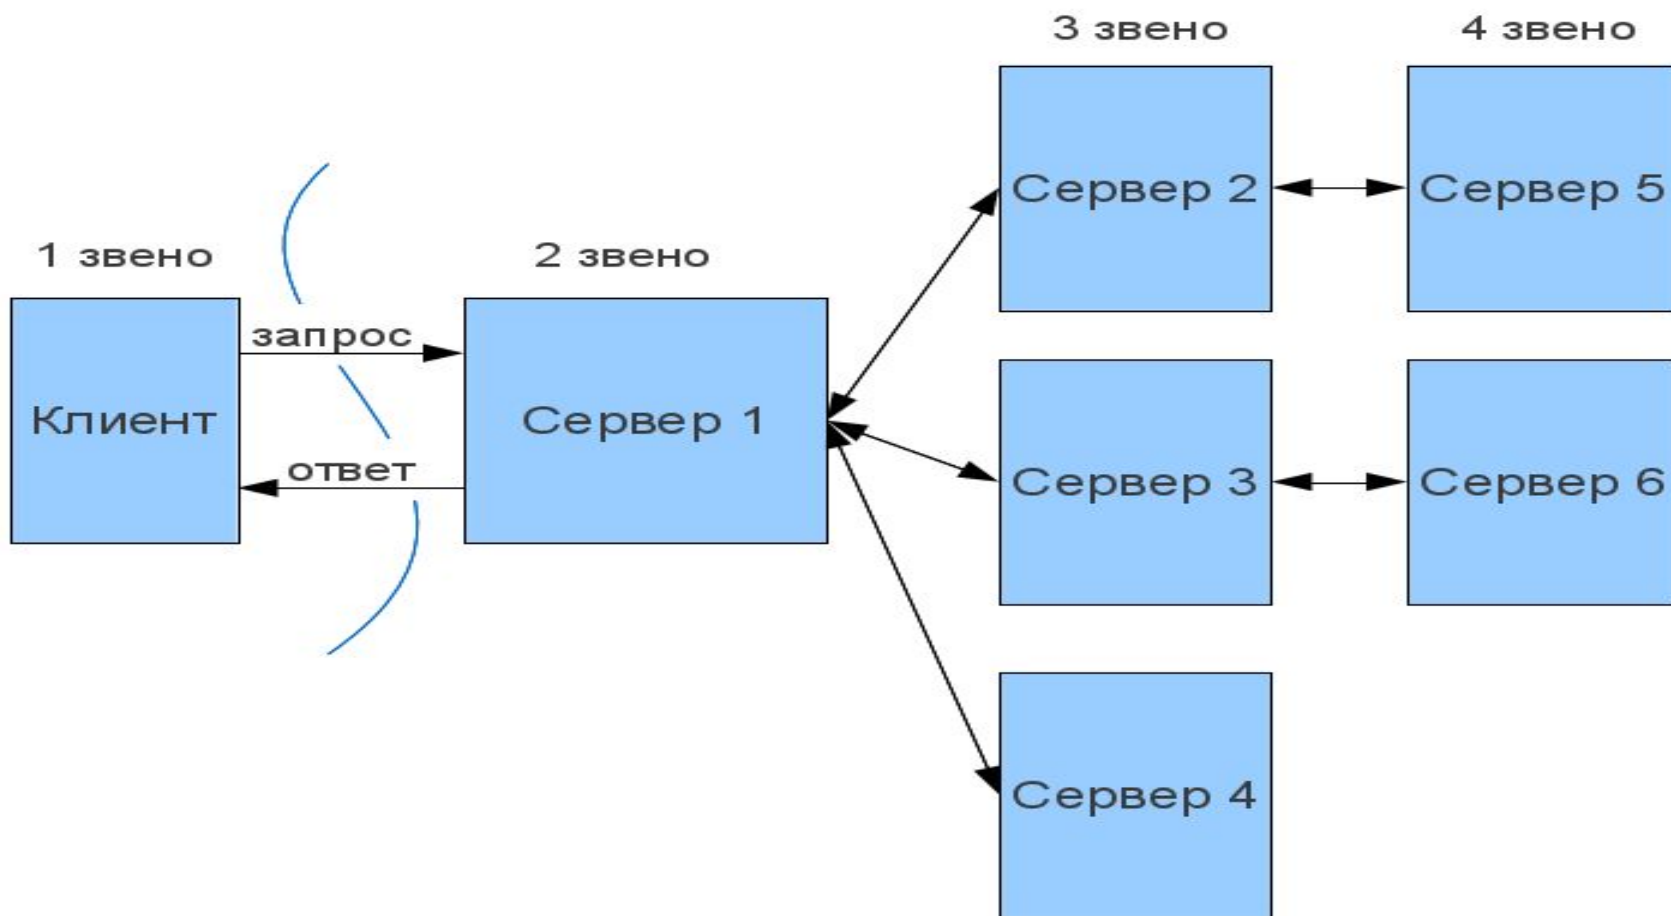 3 звено
4 звено
Сервер 2
Сервер 5
1 звено
2 звено
запрос
Клиент
Сервер 1
ответ
Сервер 3
Сервер 6
Сервер 4